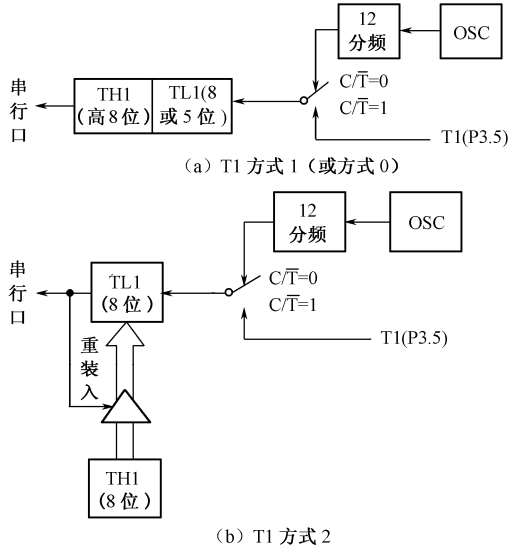 12
分频
OSC
串行口
TH1
(高8位)
TL1(8
或5位)
C/T̅=0
C/T̅=1
T1(P3.5)
（a）T1 方式 1（或方式 0）
12
分频
OSC
串行口
TL1
(8位)
C/T̅=0
C/T̅=1
T1(P3.5)
重装入
TH1
(8位)
（b）T1 方式 2